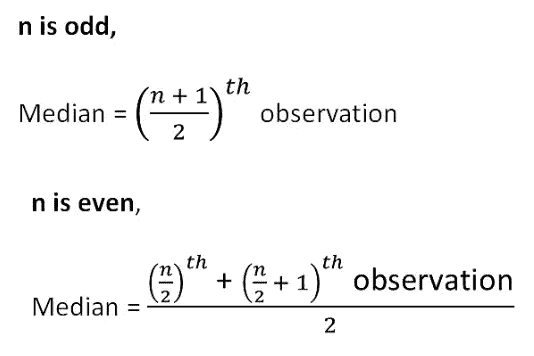 n is odd,
Median = ((n + 1)/2)^th observation
n is even,
Median = ((n/2)^th + (n/2 + 1)^th observation)/2